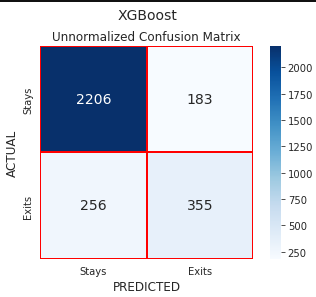 XGBoost
Unnormalized Confusion Matrix
ACTUAL
Stays
2206
183
Exits
256
355
Stays
Exits
PREDICTED
2000
1750
1500
1250
1000
750
500
250